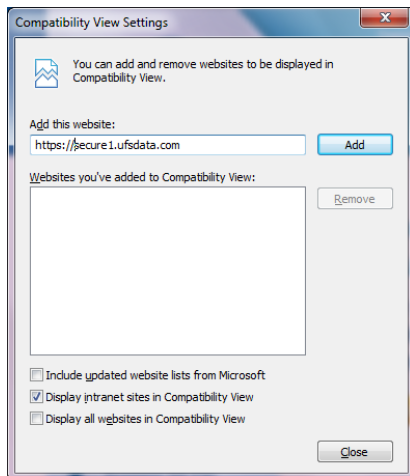 Compatibility View Settings
x
You can add and remove websites to be displayed in
Compatibility View.
Add this website:
https://secure1.ufsdata.com
Add
Websites you've added to Compatibility View:
Remove
Include updated website lists from Microsoft
Display intranet sites in Compatibility View
Display all websites in Compatibility View
Close